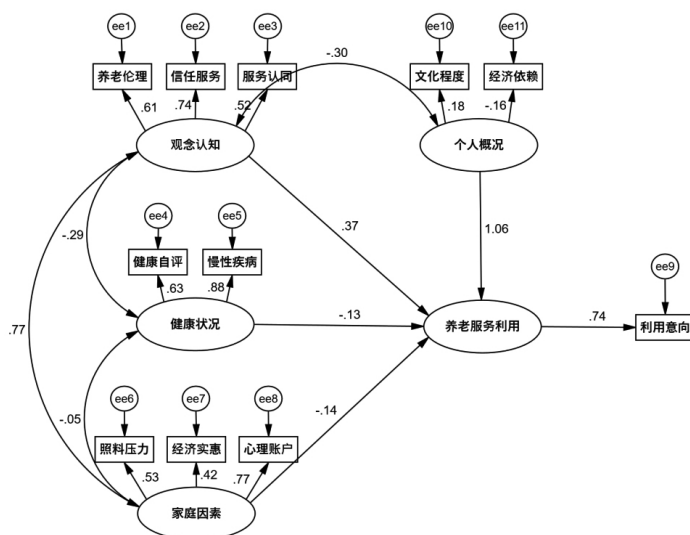 ee1
ee2
ee3
ee10
ee11
-.30
养老伦理
信任服务
服务认同
文化程度
经济依赖
.61
.74
.52
.18
-.16
观念认知
个人概况
-.29
.37
1.06
ee4
ee5
ee9
健康自评
慢性疾病
.63
.88
健康状况
-.13
养老服务利用
.74
利用意向
.77
-.05
-.14
ee6
ee7
ee8
照料压力
经济实惠
心理账户
.53
.42
.77
家庭因素